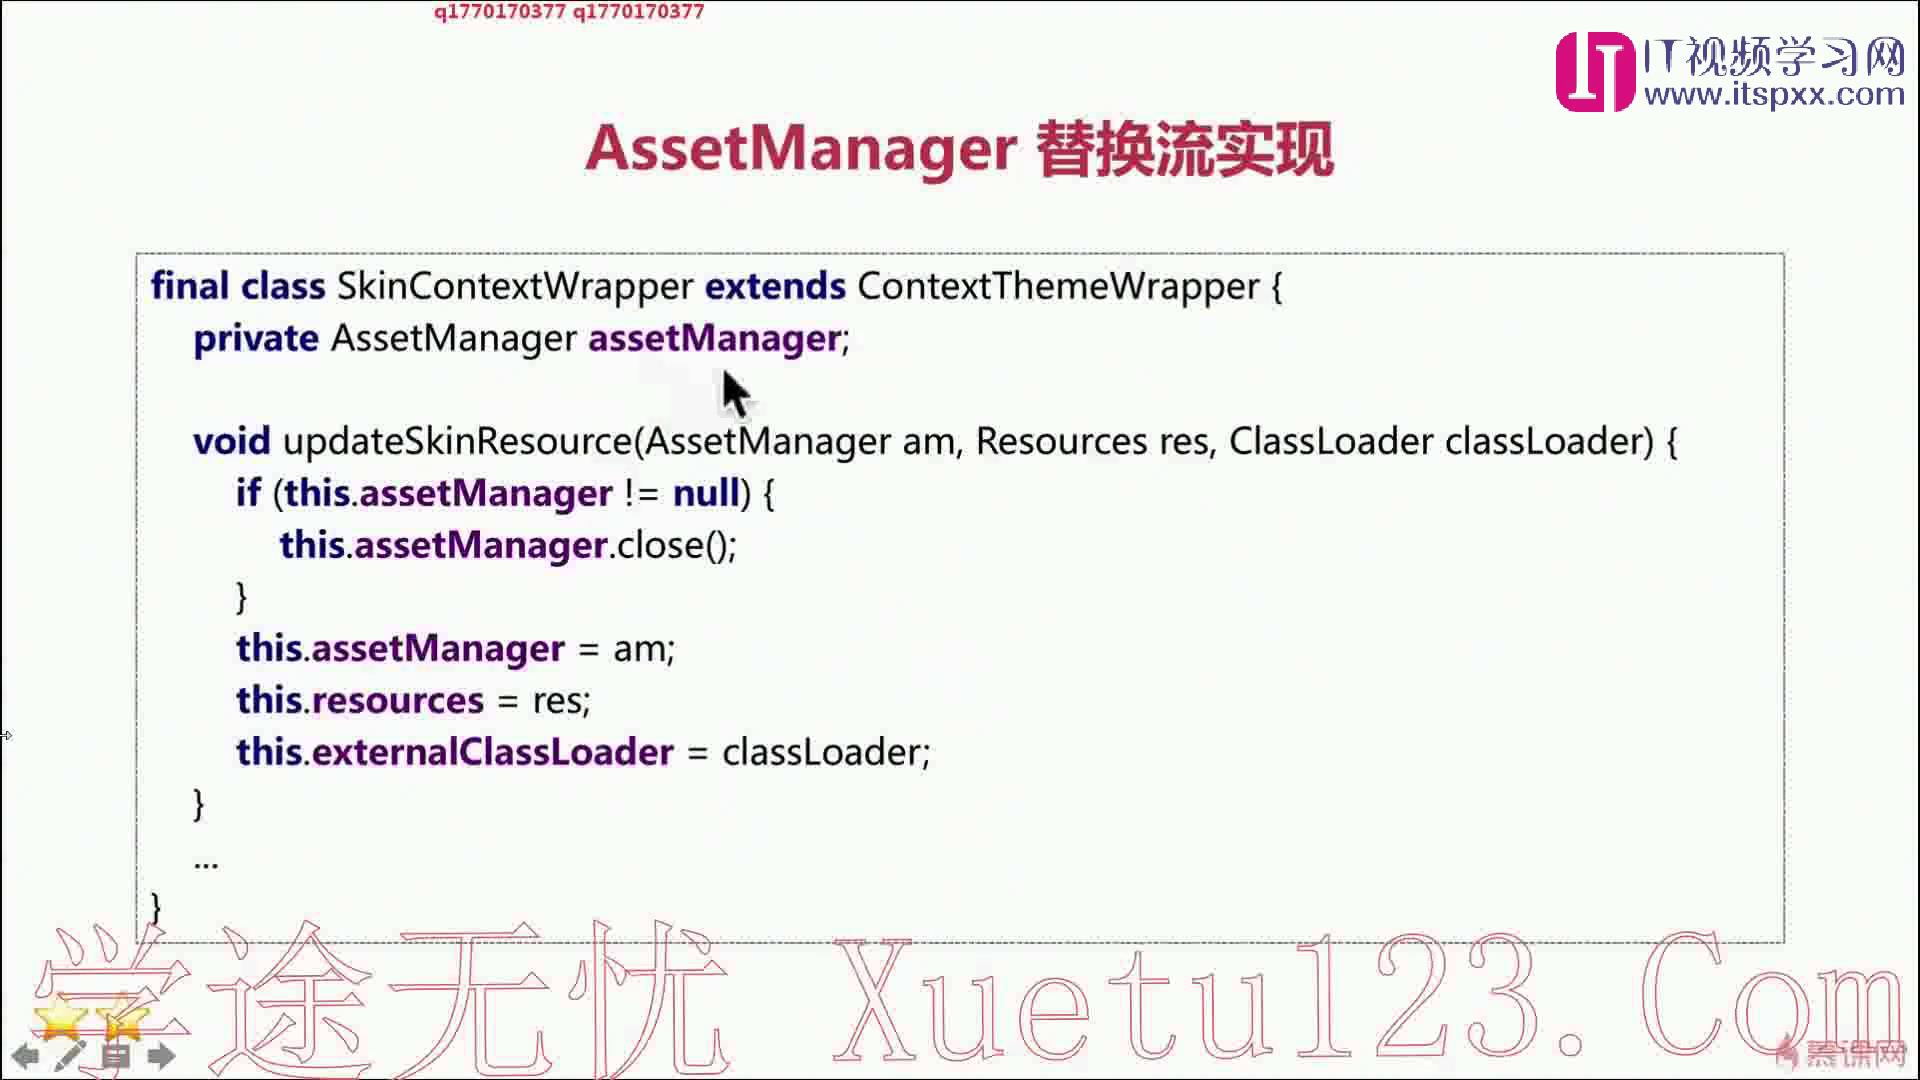 q1770170377 q1770170377
IT视频学习网
www.itspxx.com
AssetManager 替换流实现
final class SkinContextWrapper extends ContextThemeWrapper {
private AssetManager assetManager;
void updateSkinResource(AssetManager am, Resources res, ClassLoader classLoader) {
if (this.assetManager != null) {
this.assetManager.close();
}
this.assetManager = am;
this.resources = res;
this.externalClassLoader = classLoader;
}
...
}
学途无忧 Xuetu123.Com
慕课网